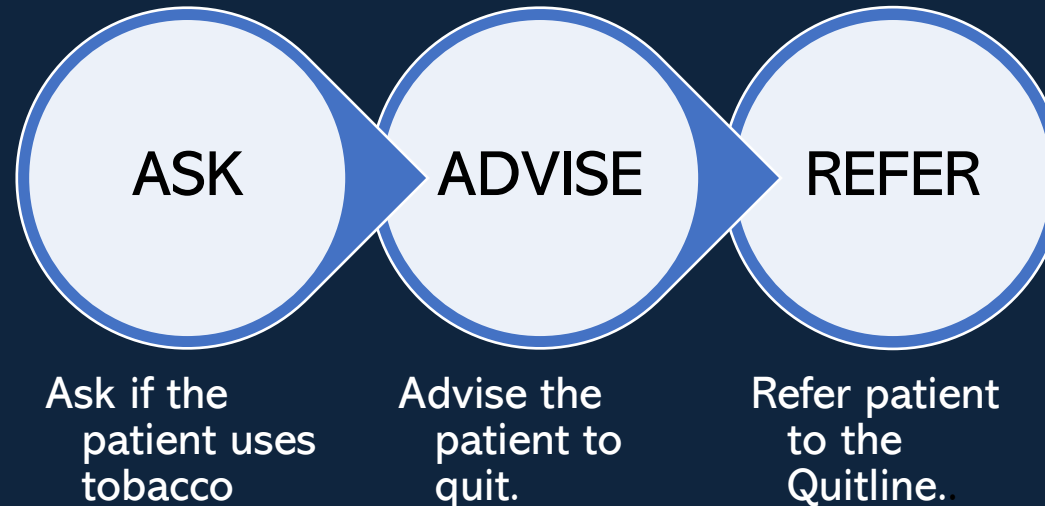 ASK
Ask if the
patient uses
tobacco
ADVISE
Advise the
patient to
quit.
REFER
Refer patient
to the
Quitline..